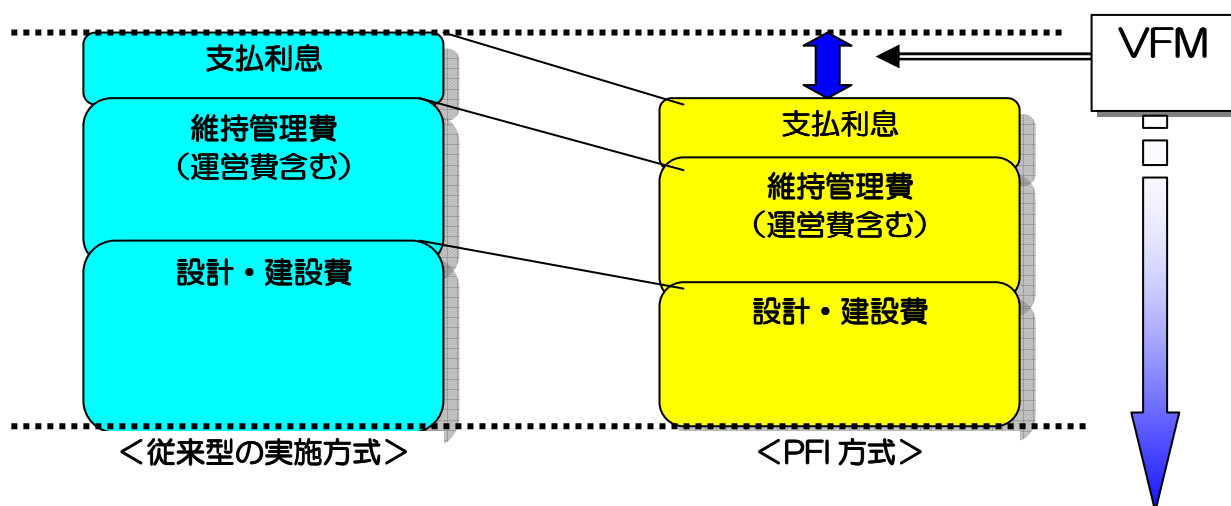 VFM
支払利息
維持管理費
(運営費含む)
設計・建設費
<従来型の実施方式>
支払利息
維持管理費
(運営費含む)
設計・建設費
<PFI 方式>